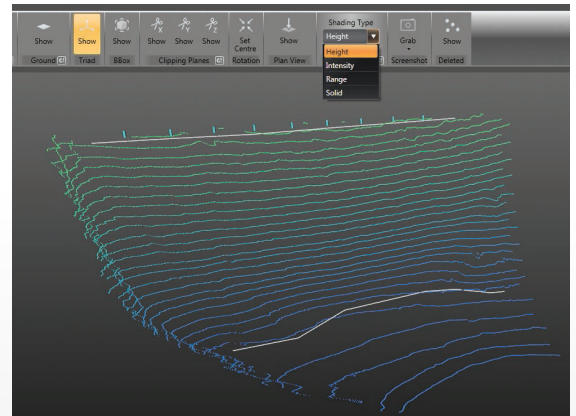 Shading Type
Show
Show
Show
Show Show Show
Set
Centre
Show
Height
Grab
Show
Ground
Triad
BBox
Clipping Planes
Rotation
Plan View
Screenshot
Deleted
Height
Intensity
Range
Solid
X
Y
Z